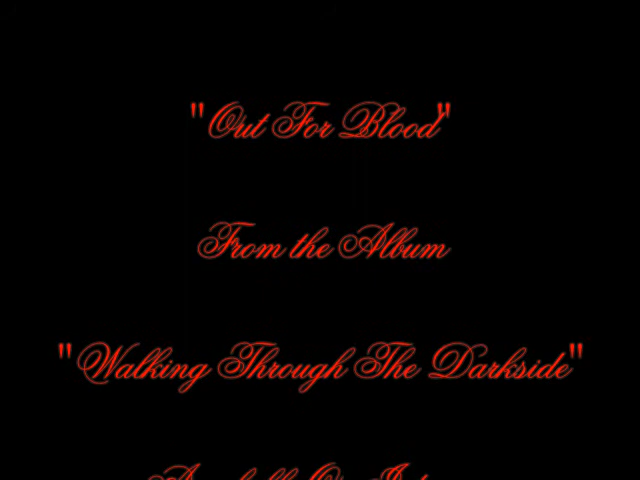 "Out For Blood"
From the Album
"Walking Through The Darkside"